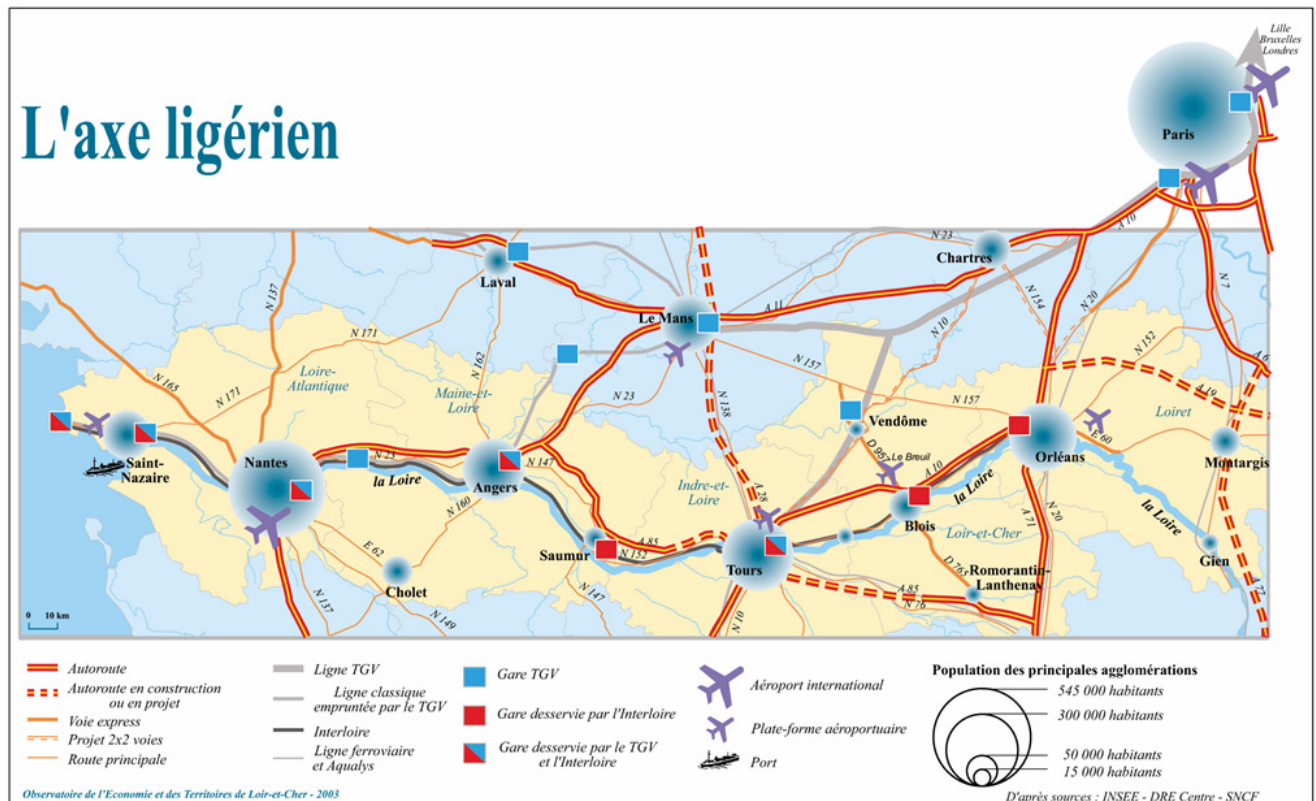 Lille
Bruxelles
Londres
L'axe ligérien
Paris
A 10
N 23
Chartres
N 137
Laval
Le Mans
A 11
N 154
N 20
N 7
N 10
N 171
N 162
N 152
A 6
Loire-
Atlantique
Maine-et-
Loire
N 157
N 165
N 171
N 23
N 138
Vendôme
N 157
A 19
Loiret
Saint-
Nazaire
Nantes
N 23
la Loire
Angers
N 147
D 957
Le Breuil
A 10
Orléans
E 60
Montargis
Indre-et-
Loire
A 28
la Loire
Blois
N 160
Saumur
A 85
N 152
Tours
Loir-et-Cher
N 20
A 71
la Loire
Gien
E 62
Cholet
D 765
Romorantin-
Lanthenay
A 85
N 76
A 77
N 137
N 149
N 147
N 10
0 10 km
Autoroute
Autoroute en construction
ou en projet
Voie express
Projet 2x2 voies
Route principale
Ligne TGV
Ligne classique
empruntée par le TGV
Interloire
Ligne ferroviaire
et Aqualys
Gare TGV
Gare desservie par l'Interloire
Gare desservie par le TGV
et l'Interloire
Aéroport international
Plate-forme aéroportuaire
Port
Population des principales agglomérations
545 000 habitants
300 000 habitants
50 000 habitants
15 000 habitants
Observatoire de l'Economie et des Territoires de Loir-et-Cher - 2003
D'après sources : INSEE - DRE Centre - SNCF